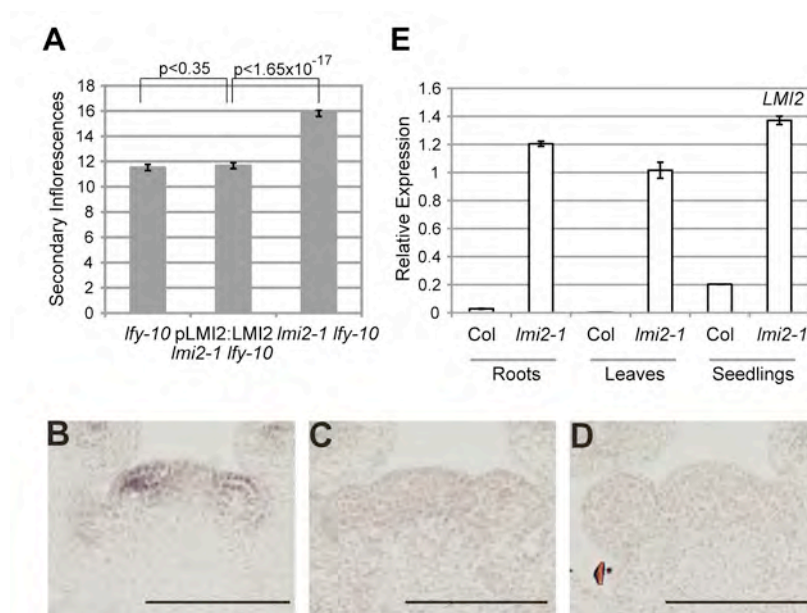 A
p<0.35
p<1.65x10-17
Secondary Inflorescences
18
16
14
12
10
8
6
4
2
0
lfy-10 pLMI2:LMI2 lmi2-1 lfy-10
lmi2-1 lfy-10
E
LMI2
Relative Expression
1.6
1.4
1.2
1
0.8
0.6
0.4
0.2
0
Col lmi2-1 Col lmi2-1 Col lmi2-1
Roots Leaves Seedlings
B
C
D